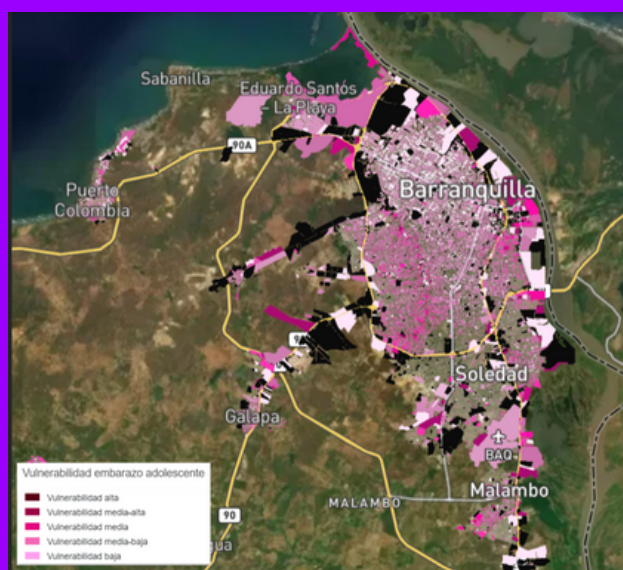 Sabanilla
Eduardo Santós
– La Playa
90A
Puerto
Colombia
Barranquilla
Soledad
Galapa
BAQ
Malambo
MALAMBO
90
Vulnerabilidad embarazo adolescente
Vulnerabilidad alta
Vulnerabilidad media-alta
Vulnerabilidad media
Vulnerabilidad media-baja
Vulnerabilidad baja